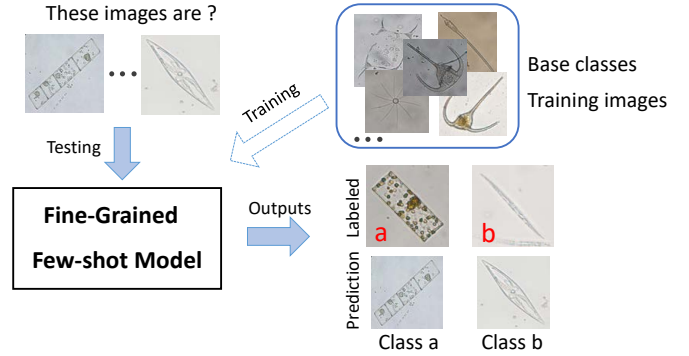 These images are ?
Base classes
Training images
Training
Testing
Fine-Grained
Few-shot Model
Outputs
Labeled
a
b
Prediction
Class a
Class b